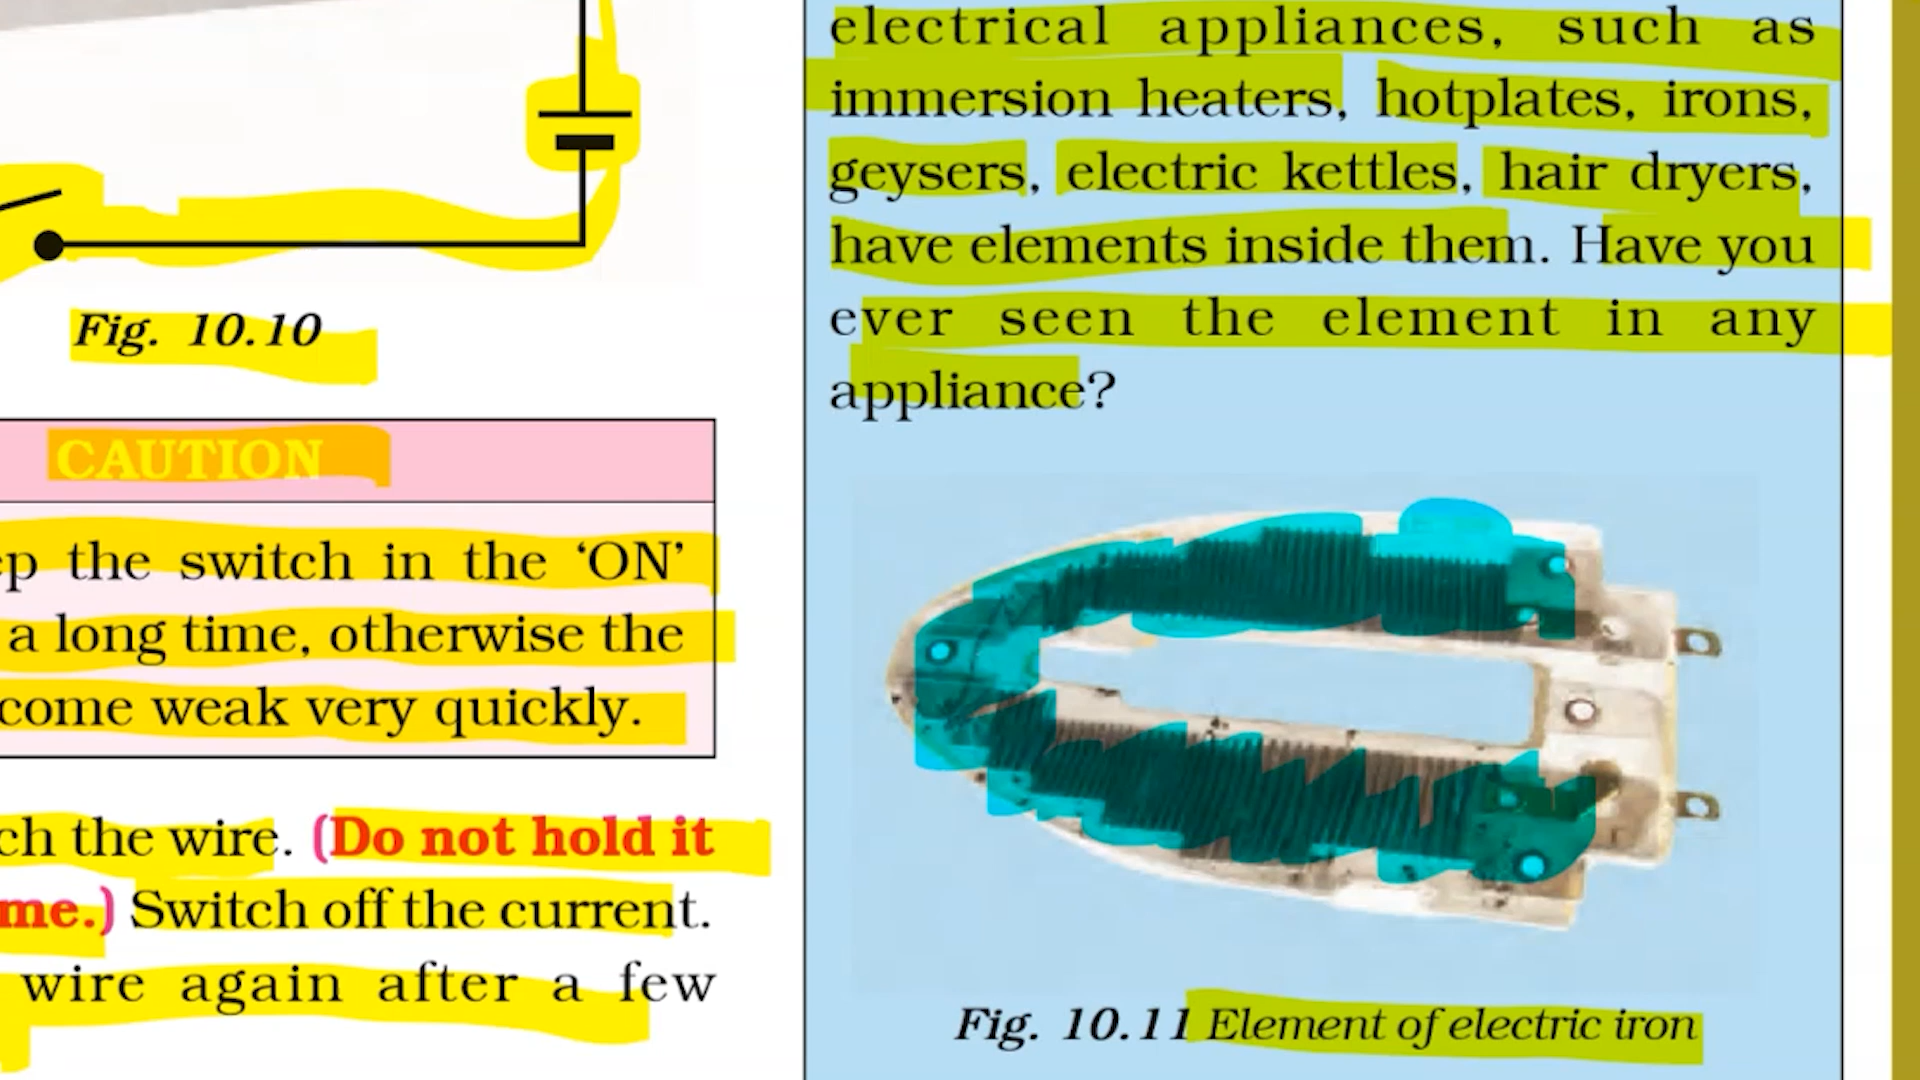 Fig. 10.10
CAUTION
ep the switch in the ‘ON’
a long time, otherwise the
come weak very quickly.
ch the wire. (Do not hold it
me.) Switch off the current.
wire again after a few
electrical appliances, such as
immersion heaters, hotplates, irons,
geysers, electric kettles, hair dryers,
have elements inside them. Have you
ever seen the element in any
appliance?
Fig. 10.11 Element of electric iron